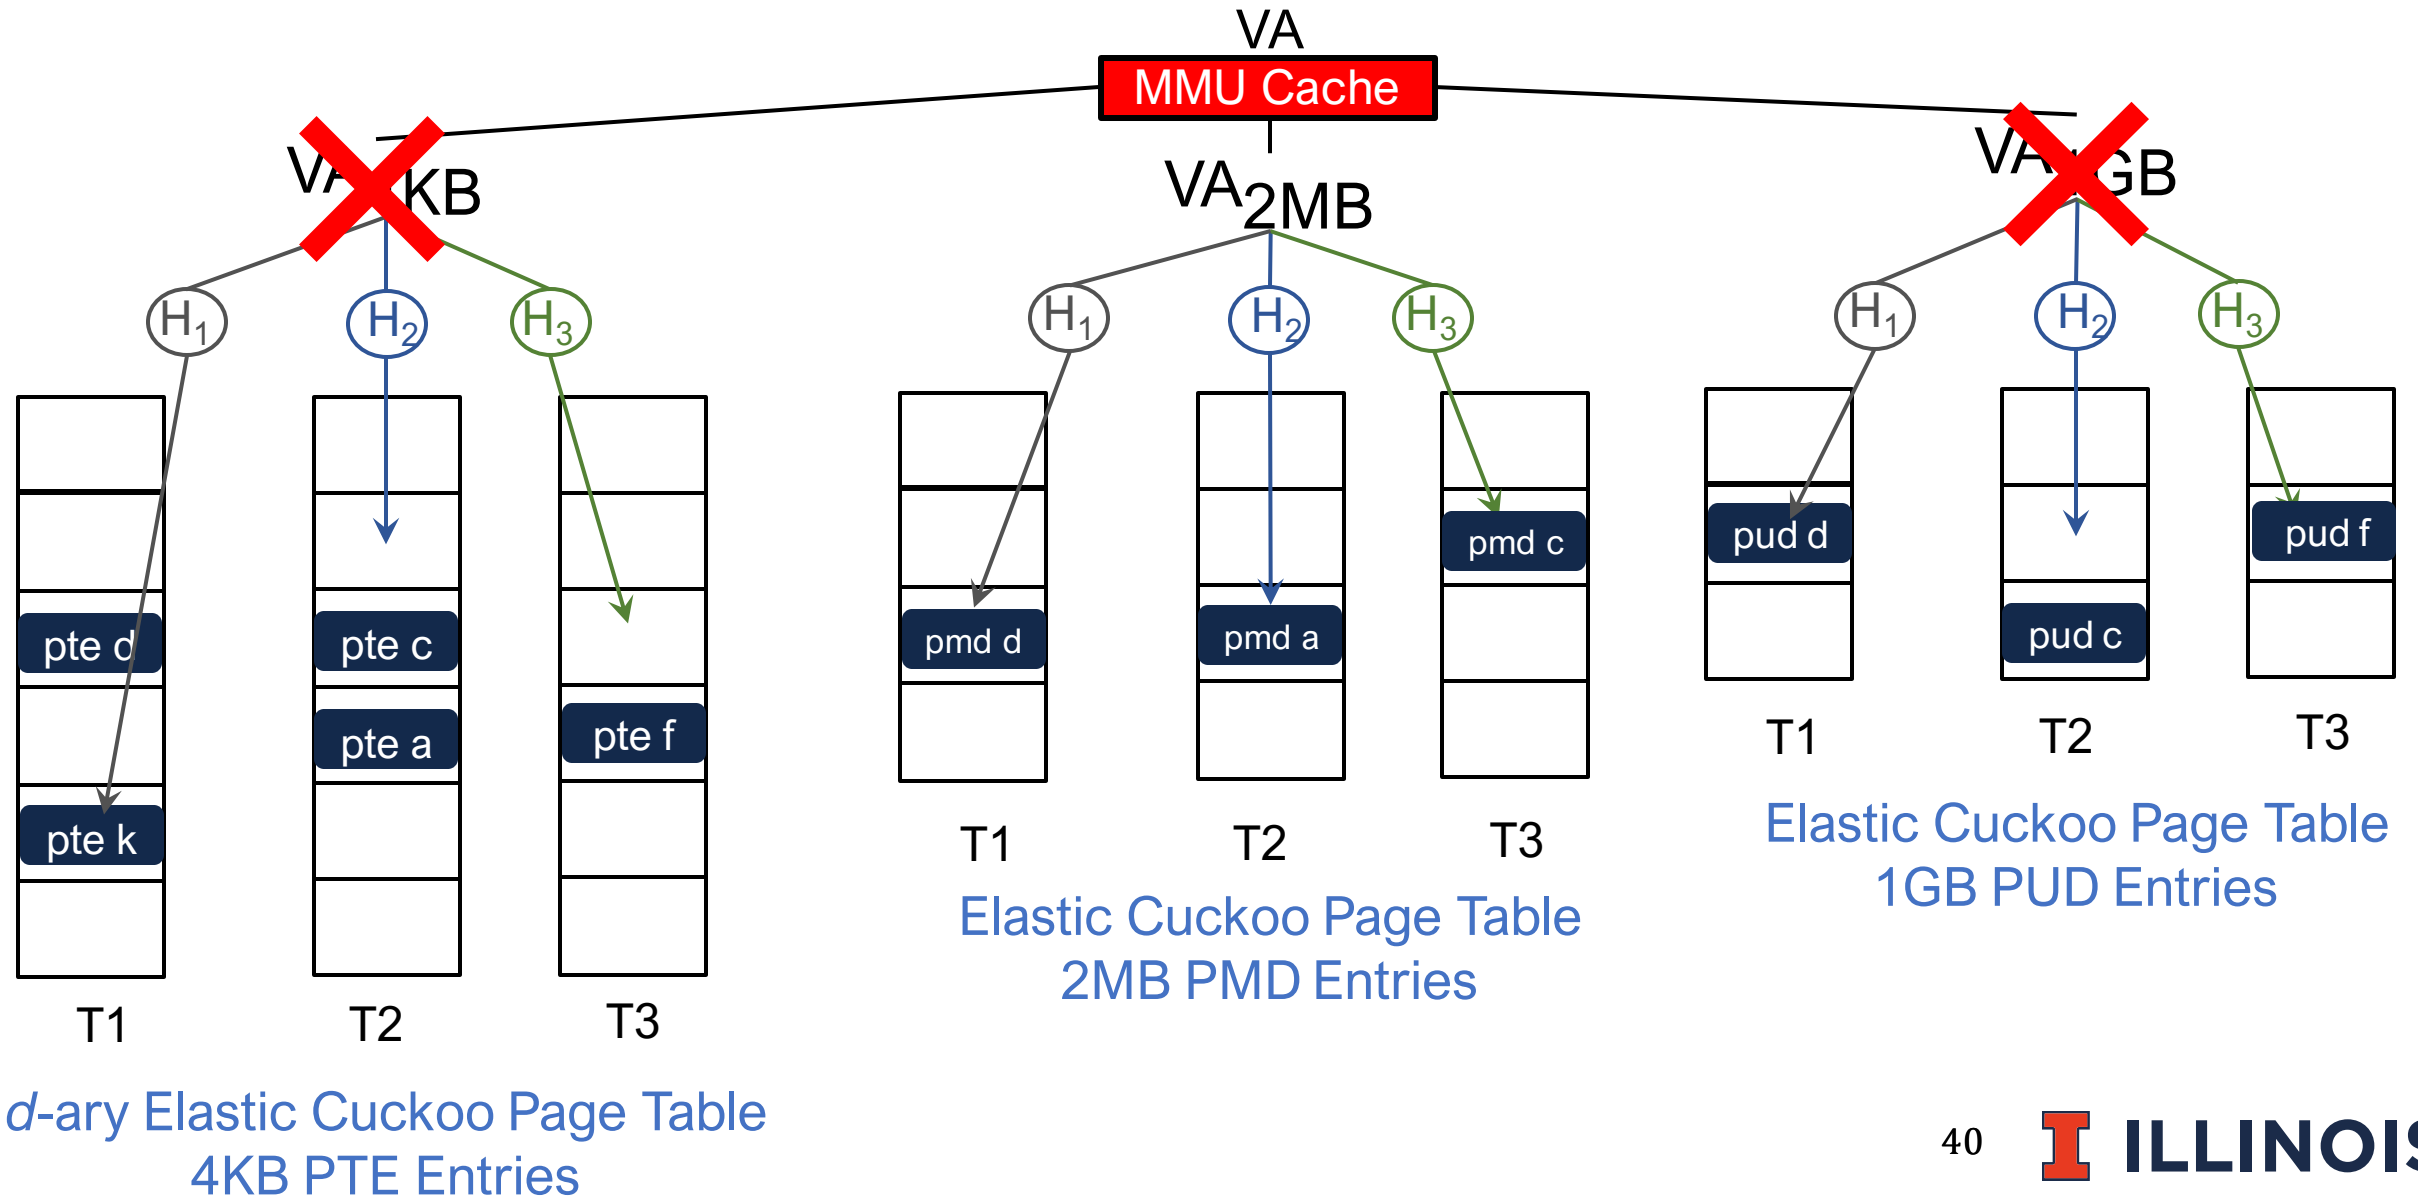 VA
MMU Cache
VA KB
VA2MB
VA1GB
H1
H2
H3
H1
H2
H3
H1
H2
H3
pte d
pte k
pte c
pte a
pte f
T1
T2
T3
d-ary Elastic Cuckoo Page Table
4KB PTE Entries
pmd d
pmd a
pmd c
T1
T2
T3
Elastic Cuckoo Page Table
2MB PMD Entries
pud d
pud c
pud f
T1
T2
T3
Elastic Cuckoo Page Table
1GB PUD Entries
40
ILLINOIS